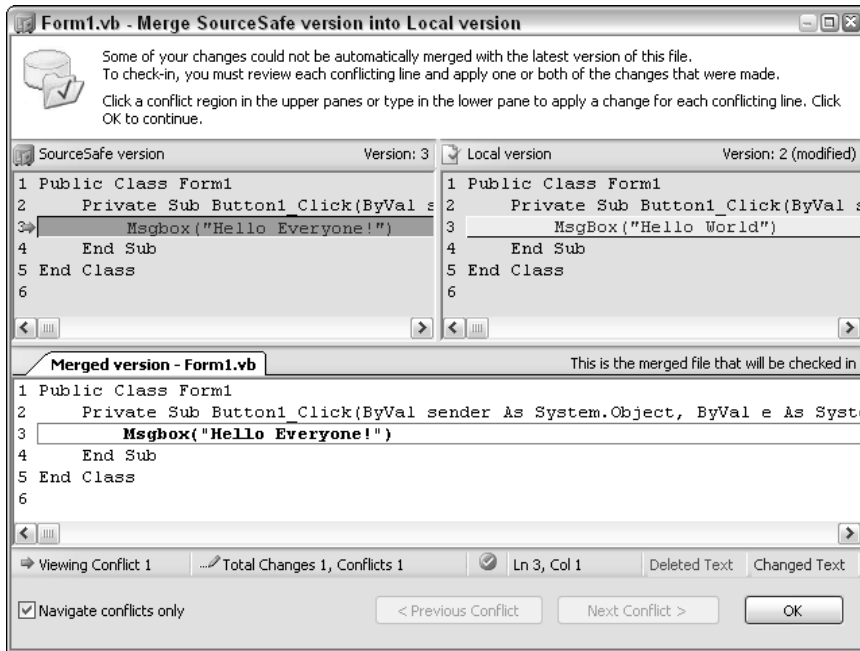 Form1.vb - Merge SourceSafe version into Local version
Some of your changes could not be automatically merged with the latest version of this file.
To check-in, you must review each conflicting line and apply one or both of the changes that were made.
Click a conflict region in the upper panes or type in the lower pane to apply a change for each conflicting line. Click
OK to continue.
SourceSafe version Version: 3
1 Public Class Form1
2 Private Sub Button1_Click(ByVal s
3 Msgbox("Hello Everyone!")
4 End Sub
5 End Class
6
Local version Version: 2 (modified)
1 Public Class Form1
2 Private Sub Button1_Click(ByVal s
3 MsgBox("Hello World")
4 End Sub
5 End Class
6
Merged version - Form1.vb This is the merged file that will be checked in
1 Public Class Form1
2 Private Sub Button1_Click(ByVal sender As System.Object, ByVal e As Syst
3 Msgbox("Hello Everyone!")
4 End Sub
5 End Class
6
Viewing Conflict 1 Total Changes 1, Conflicts 1 Ln 3, Col 1 Deleted Text Changed Text
Navigate conflicts only < Previous Conflict Next Conflict > OK